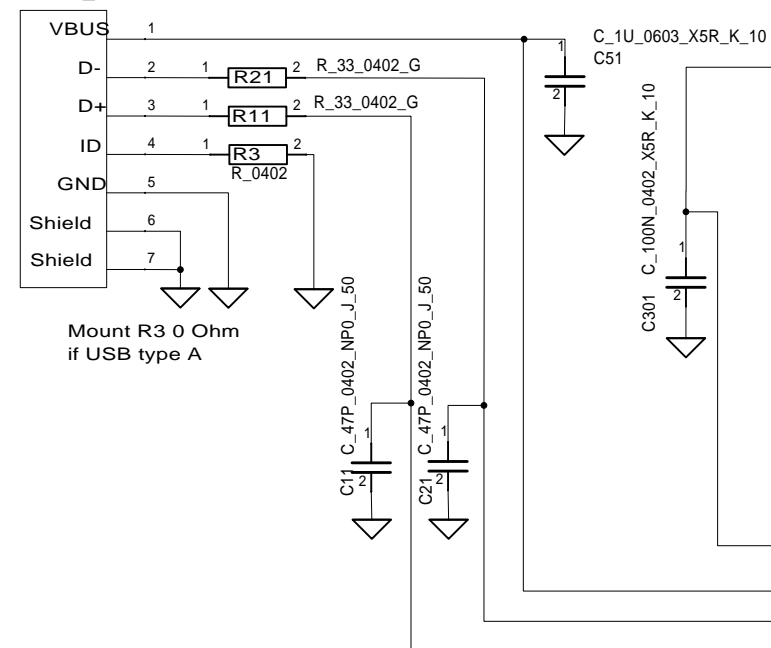 VBUS 1
D- 2 1 R21 2 R_33_0402_G
D+ 3 1 R11 2 R_33_0402_G
ID 4 1 R3 2
R_0402
GND 5
Shield 6
Shield 7
Mount R3 0 Ohm
if USB type A
C_1U_0603_X5R_K_10
C51
1
2
C_100N_0402_X5R_K_10
C301
1
2
C_47P_0402_NP0_J_50
C11
1
2
C_47P_0402_NP0_J_50
C21
1
2